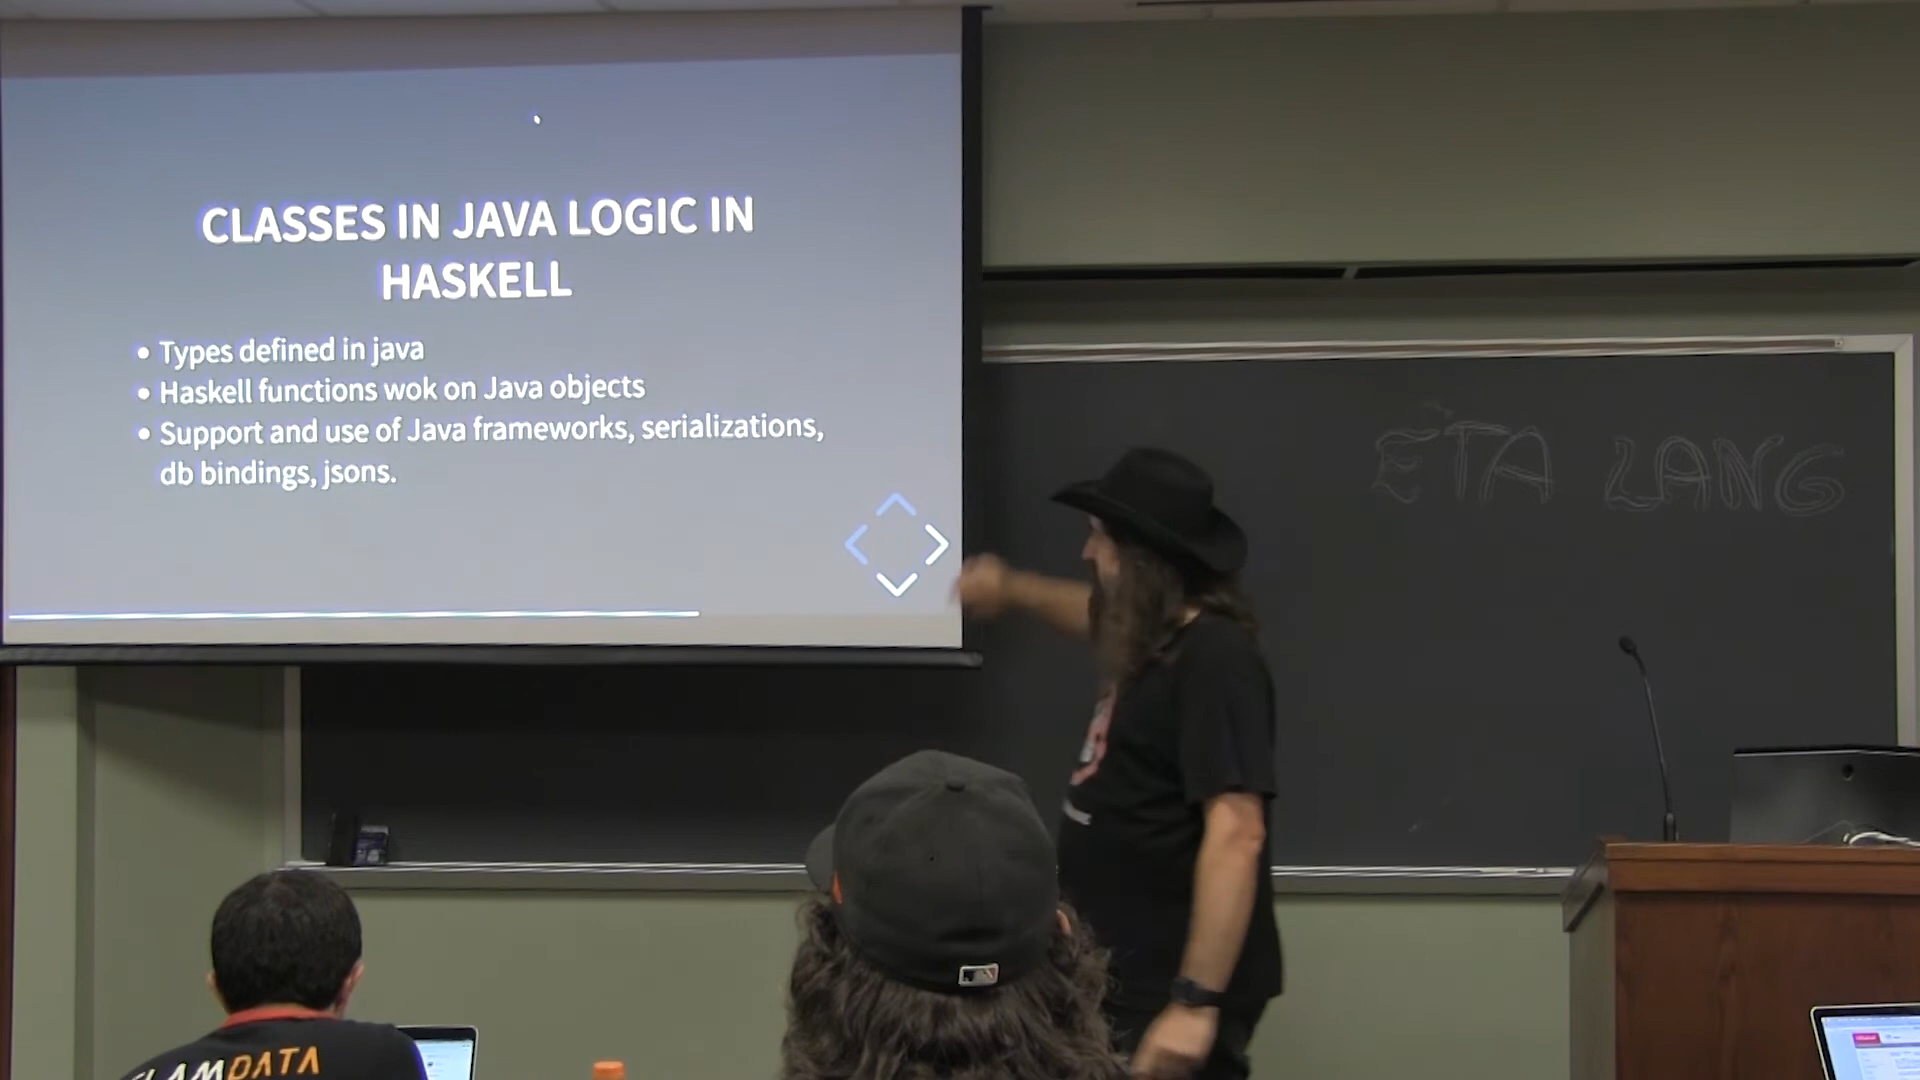 CLASSES IN JAVA LOGIC IN
HASKELL
• Types defined in java
• Haskell functions wok on Java objects
• Support and use of Java frameworks, serializations,
db bindings, jsons.
ETA LANG
SLAMDATA